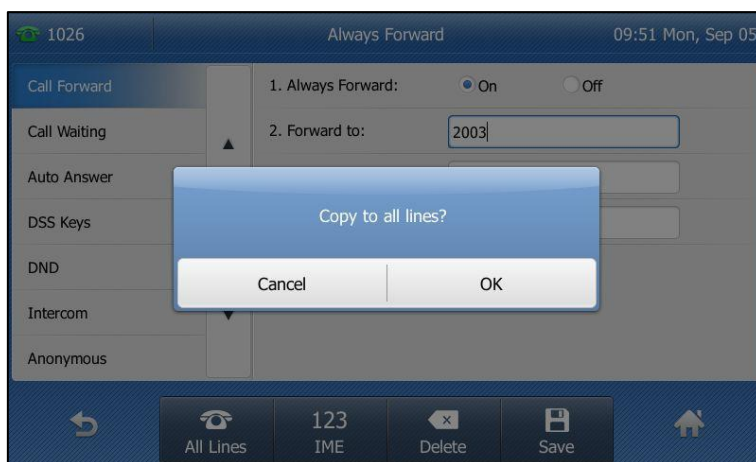 1026 Always Forward 09:51 Mon, Sep 05
Call Forward 1. Always Forward: On Off
Call Waiting 2. Forward to: 2003
Auto Answer
Copy to all lines?
DSS Keys
DND
Cancel OK
Intercom
Anonymous
123
All Lines IME Delete Save